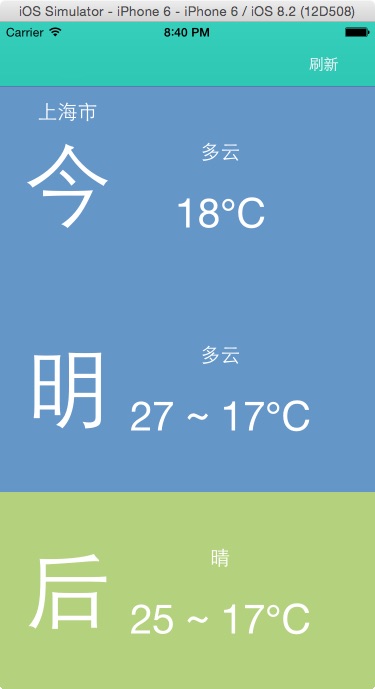 iOS Simulator - iPhone 6 - iPhone 6 / iOS 8.2 (12D508)
Carrier 8:40 PM
刷新
上海市
今
多云
18°C
明
多云
27 ~ 17°C
后
晴
25 ~ 17°C